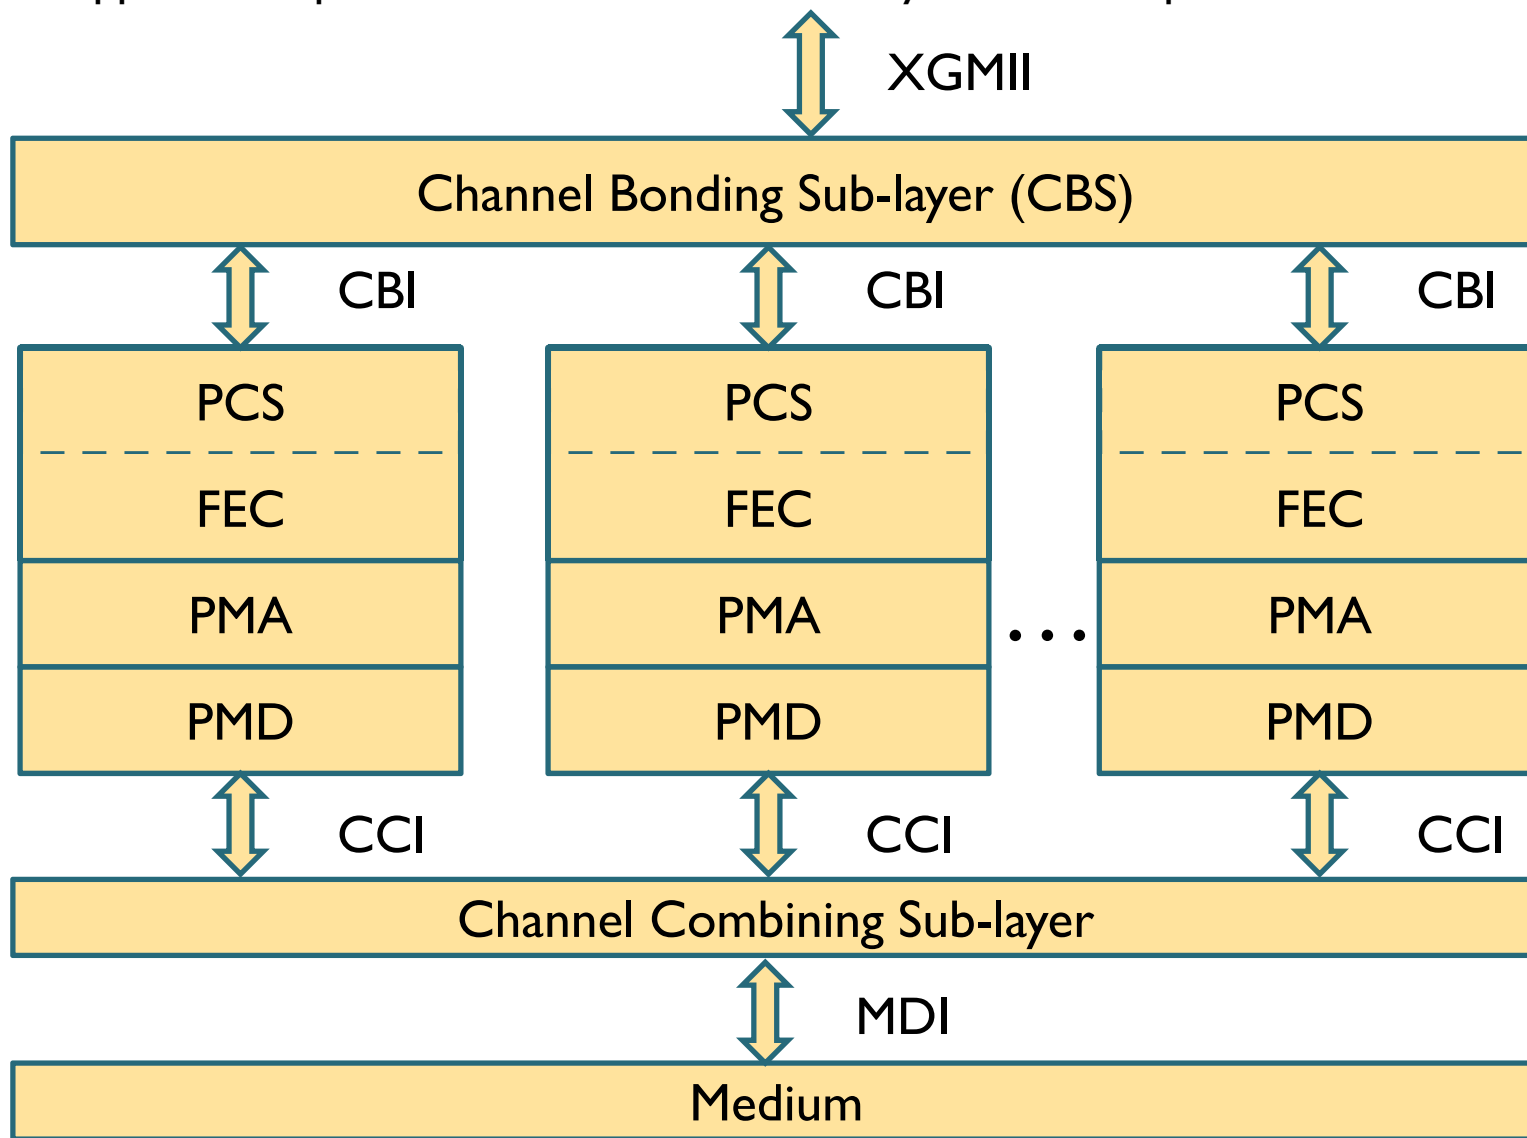 XGMII
Channel Bonding Sub-layer (CBS)
CBI CBI CBI
PCS PCS PCS
FEC FEC FEC
PMA PMA PMA
...
PMD PMD PMD
CCI CCI CCI
Channel Combining Sub-layer
MDI
Medium